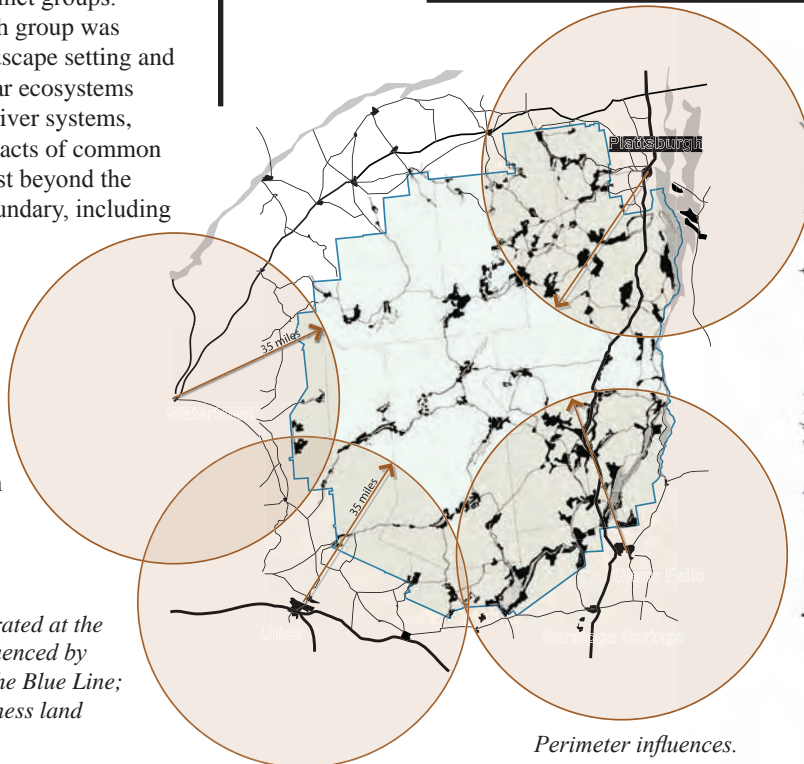 h group was
dscape setting and
ar ecosystems
iver systems,
acts of common
st beyond the
undary, including
rated at the
uenced by
he Blue Line;
ness land
Plattsburgh
35 miles
Watertown
35 miles
Utica
Glens Falls
Saratoga Springs
Perimeter influences.